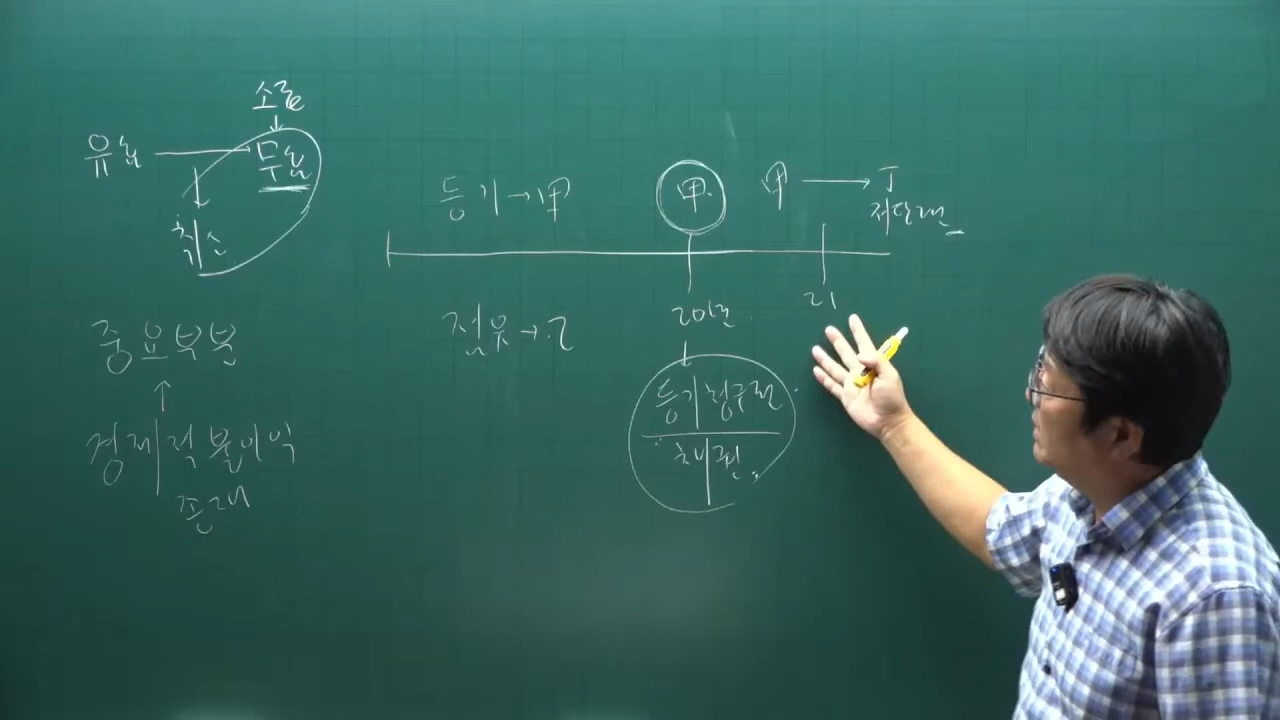 소급
유효 → 무효
취소
중요부분
↑
경제적 불이익
존재
등기→甲
甲
甲 → 丁
저당권
점유→乙
20년
21
등기청구권
채권